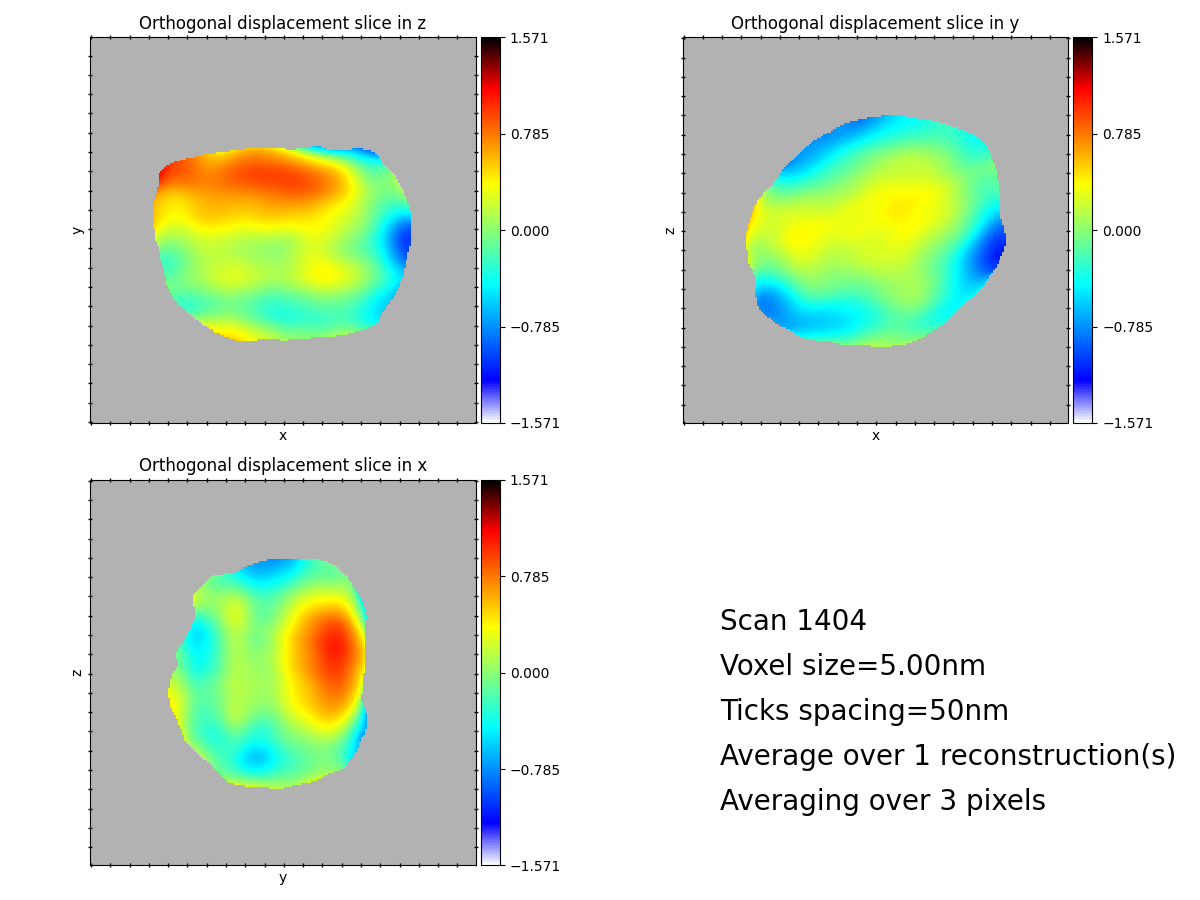 Orthogonal displacement slice in z
1.571
0.785
0.000
−0.785
−1.571
y
x
Orthogonal displacement slice in y
1.571
0.785
0.000
−0.785
−1.571
z
x
Orthogonal displacement slice in x
1.571
0.785
0.000
−0.785
−1.571
z
y
Scan 1404
Voxel size=5.00nm
Ticks spacing=50nm
Average over 1 reconstruction(s)
Averaging over 3 pixels